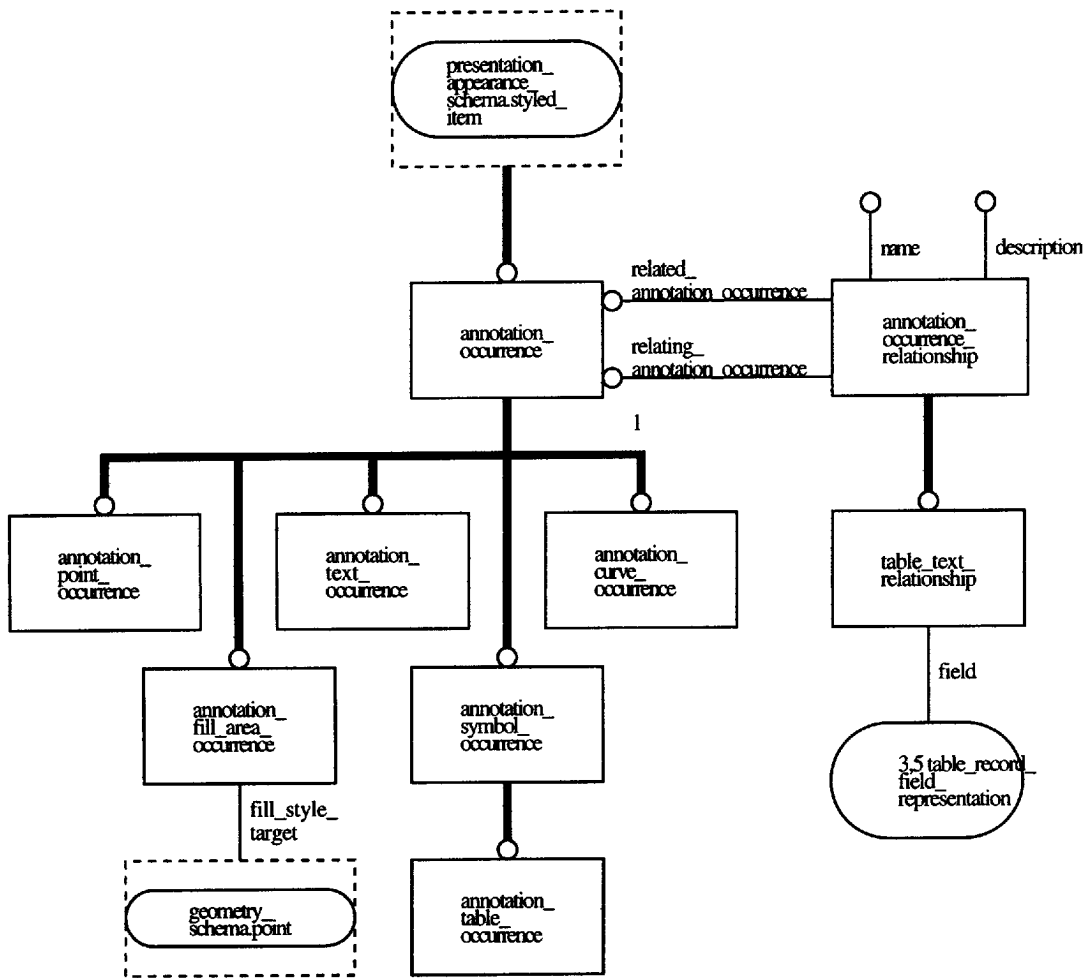 presentation_
appearance_
schema.styled_
item
name
description
related_
annotation_occurrence
relating_
annotation_occurrence
annotation_
occurrence
annotation_
occurrence_
relationship
1
annotation_
point_
occurrence
annotation_
text_
occurrence
annotation_
curve_
occurrence
table_text_
relationship
field
annotation_
fill_area_
occurrence
annotation_
symbol_
occurrence
3,5 table_record_
field_
representation
fill_style_
target
geometry_
schema.point
annotation_
table_
occurrence